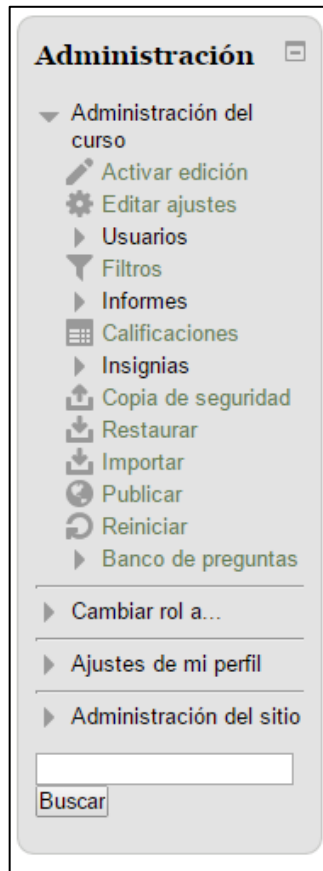 Administración
Administración del
curso
Activar edición
Editar ajustes
Usuarios
Filtros
Informes
Calificaciones
Insignias
Copia de seguridad
Restaurar
Importar
Publicar
Reiniciar
Banco de preguntas
Cambiar rol a...
Ajustes de mi perfil
Administración del sitio
Buscar